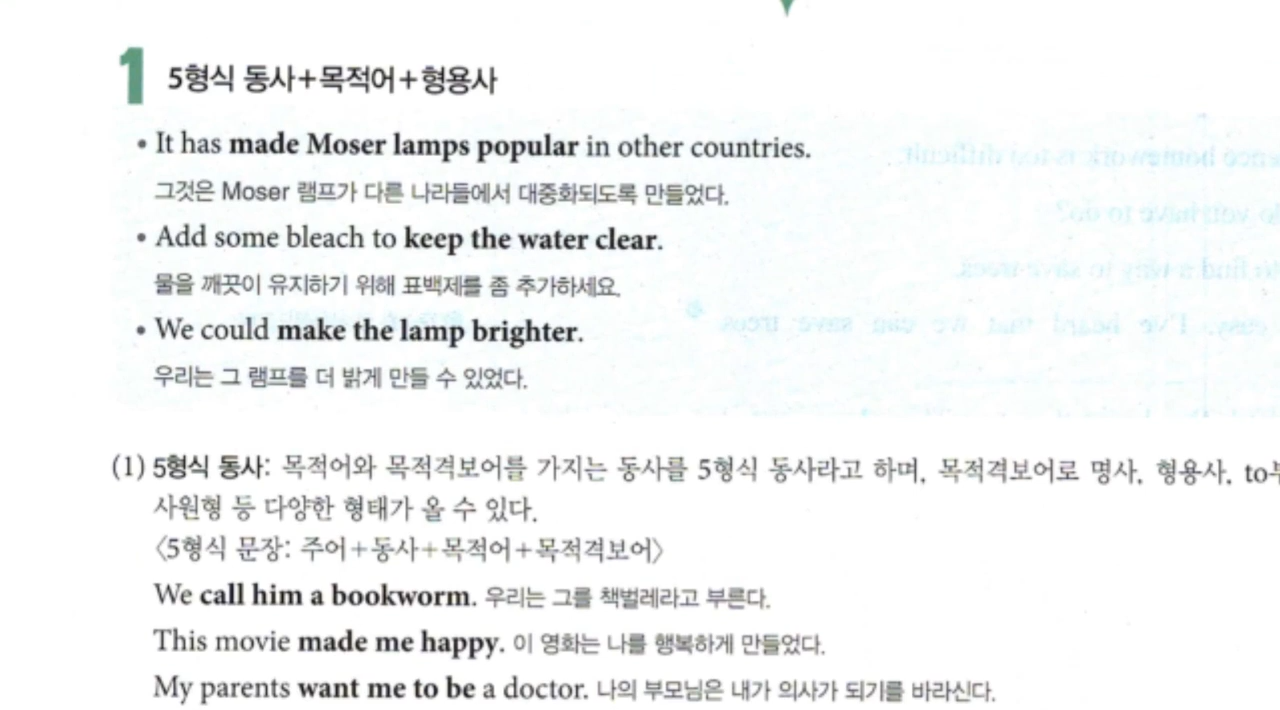 1 5형식 동사+목적어+형용사
• It has made Moser lamps popular in other countries.
그것은 Moser 램프가 다른 나라들에서 대중화되도록 만들었다.
• Add some bleach to keep the water clear.
물을 깨끗이 유지하기 위해 표백제를 좀 추가하세요.
• We could make the lamp brighter.
우리는 그 램프를 더 밝게 만들 수 있었다.
(1) 5형식 동사: 목적어와 목적격보어를 가지는 동사를 5형식 동사라고 하며, 목적격보어로 명사, 형용사, to
사원형 등 다양한 형태가 올 수 있다.
〈5형식 문장: 주어+동사+목적어+목적격보어〉
We call him a bookworm. 우리는 그를 책벌레라고 부른다.
This movie made me happy. 이 영화는 나를 행복하게 만들었다.
My parents want me to be a doctor. 나의 부모님은 내가 의사가 되기를 바라신다.